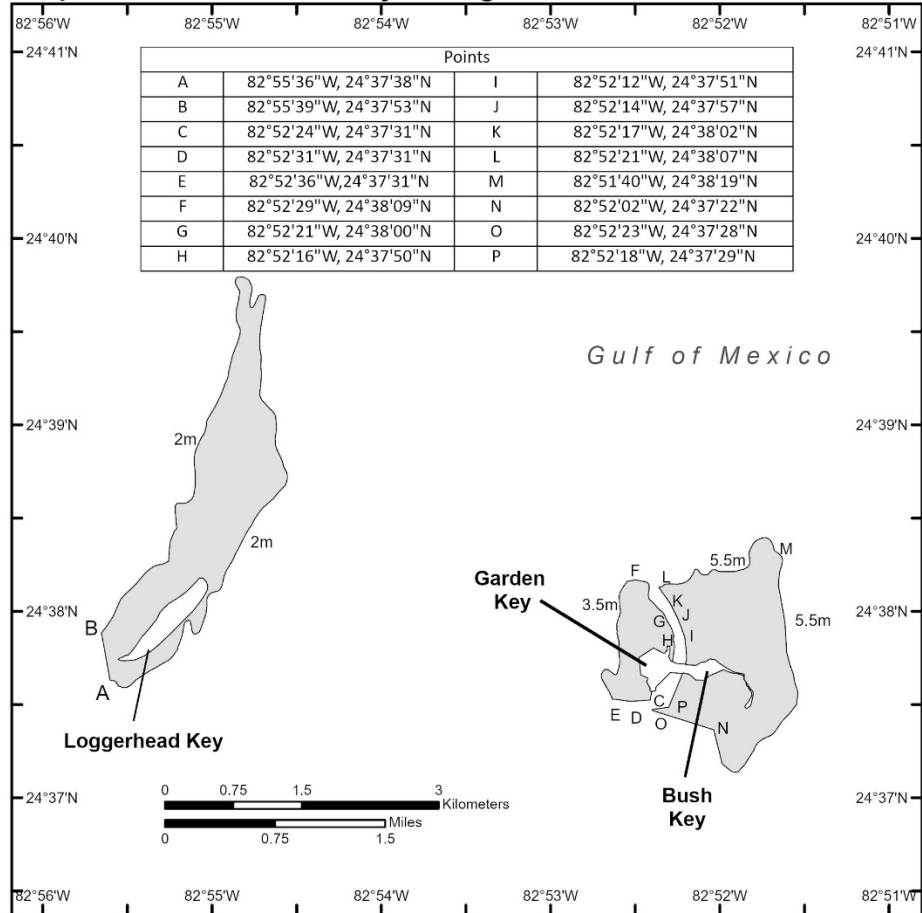 82°56'W 82°55'W 82°54'W 82°53'W 82°52'W 82°51'W
24°41'N 24°41'N
Points
A 82°55'36"W, 24°37'38"N I 82°52'12"W, 24°37'51"N
B 82°55'39"W, 24°37'53"N J 82°52'14"W, 24°37'57"N
C 82°52'24"W, 24°37'31"N K 82°52'17"W, 24°38'02"N
D 82°52'31"W, 24°37'31"N L 82°52'21"W, 24°38'07"N
E 82°52'36"W,24°37'31"N M 82°51'40"W, 24°38'19"N
F 82°52'29"W, 24°38'09"N N 82°52'02"W, 24°37'22"N
G 82°52'21"W, 24°38'00"N O 82°52'23"W, 24°37'28"N
H 82°52'16"W, 24°37'50"N P 82°52'18"W, 24°37'29"N
24°40'N 24°40'N
Gulf of Mexico
24°39'N 24°39'N
2m
2m
5.5m M
F L
Garden
Key
3.5m K
J
24°38'N 24°38'N
G 5.5m
B H I
A
C P
E D O N
Loggerhead Key
Bush
Key
24°37'N 24°37'N
0 0.75 1.5 3
Kilometers
Miles
0 0.75 1.5
82°56'W 82°55'W 82°54'W 82°53'W 82°52'W 82°51'W